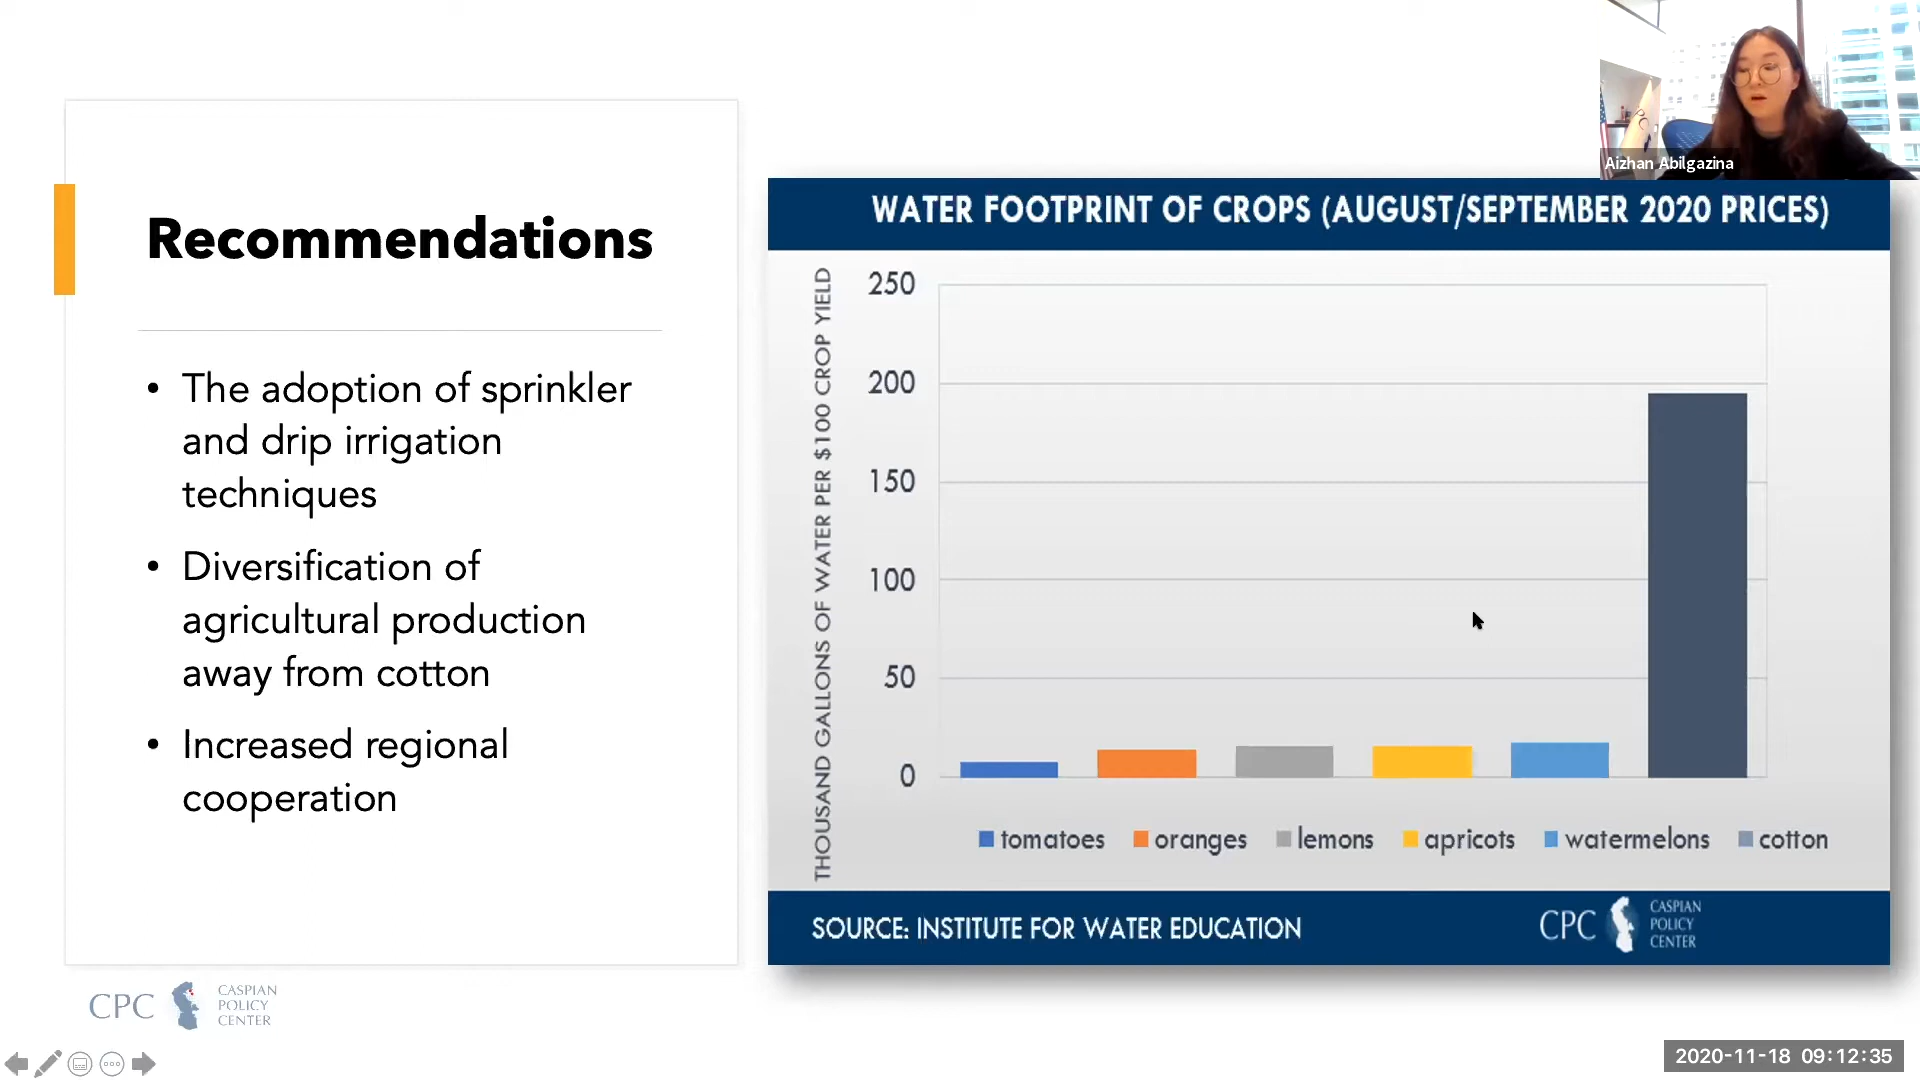 Aizhan Abilgazina
Recommendations
• The adoption of sprinkler
and drip irrigation
techniques
• Diversification of
agricultural production
away from cotton
• Increased regional
cooperation
WATER FOOTPRINT OF CROPS (AUGUST/SEPTEMBER 2020 PRICES)
THOUSAND GALLONS OF WATER PER $100 CROP YIELD
250
200
150
100
50
0
tomatoes oranges lemons apricots watermelons cotton
SOURCE: INSTITUTE FOR WATER EDUCATION
CPC
CASPIAN
POLICY
CENTER
CPC
CASPIAN
POLICY
CENTER
2020-11-18 09:12:35